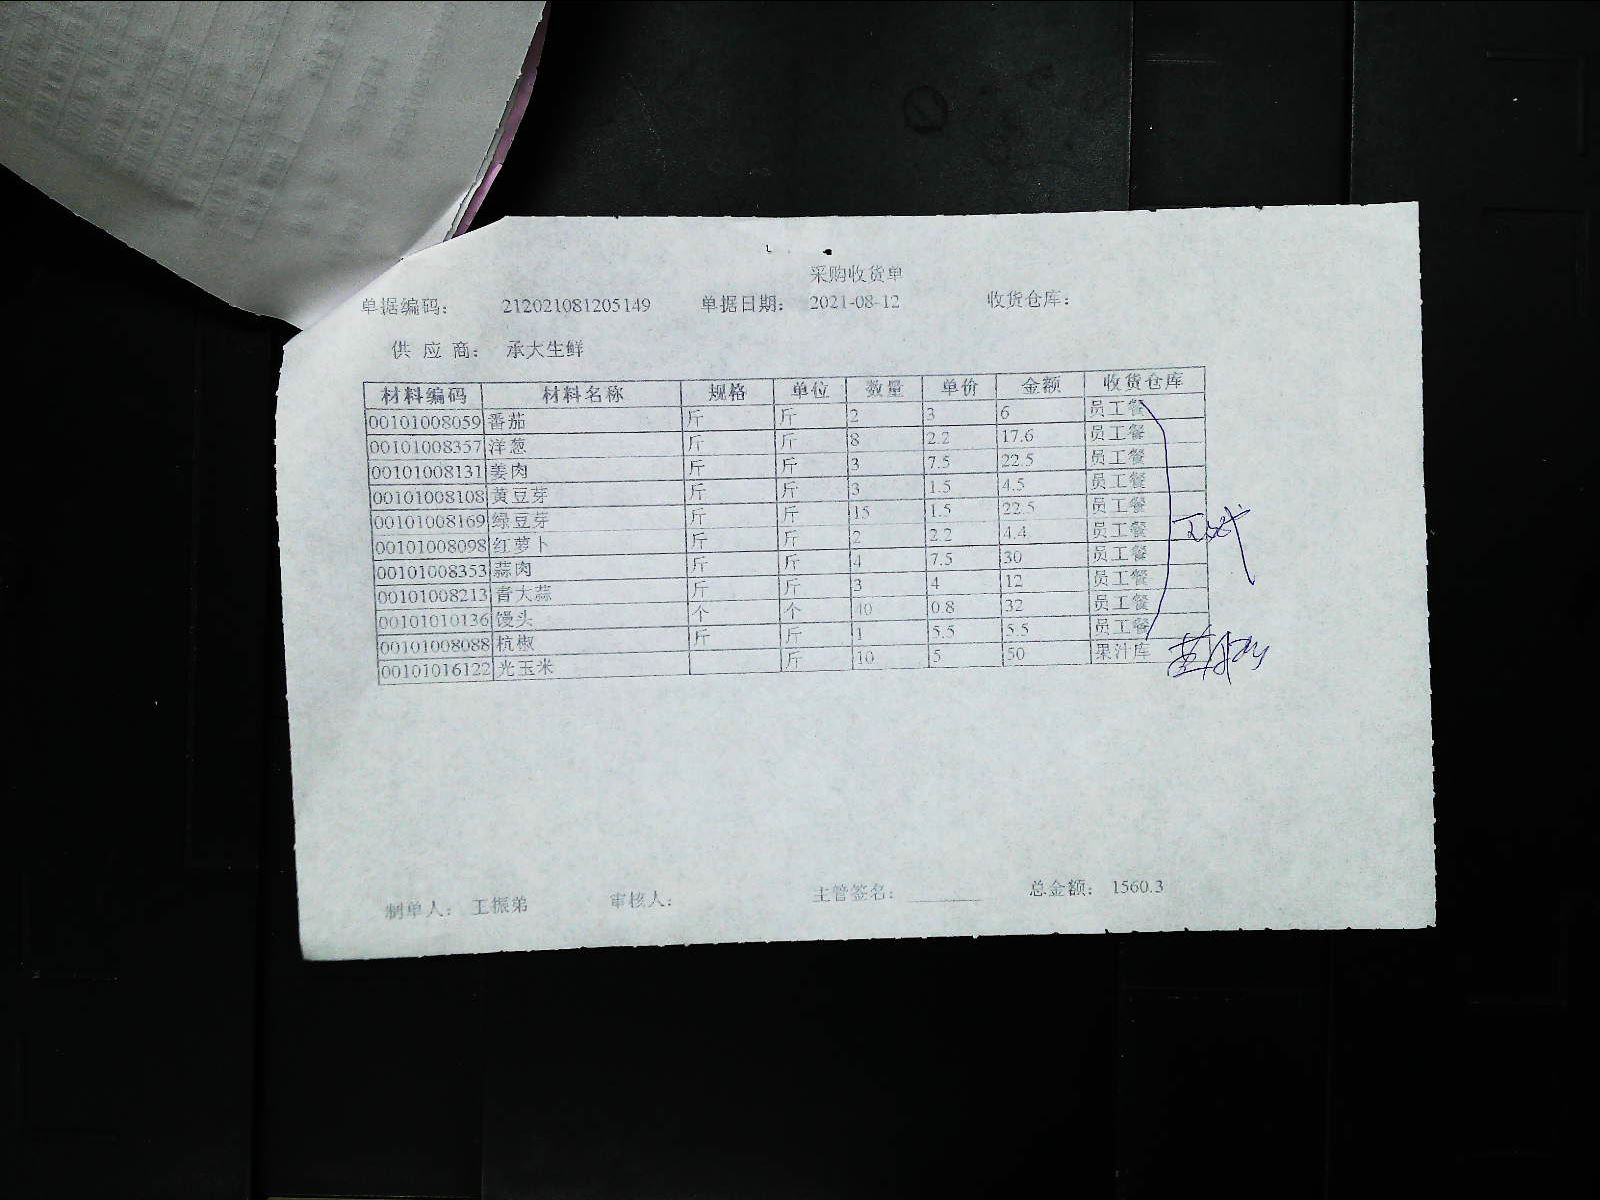 采购收货单
单据编码： 212021081205149 单据日期： 2021-08-12 收货仓库：
供 应 商： 承大生鲜
材料编码 材料名称 规格 单位 数量 单价 金额 收货仓库
00101008059 番茄 斤 斤 2 3 6 员工餐
00101008357 洋葱 斤 斤 8 2.2 17.6 员工餐
00101008131 姜肉 斤 斤 3 7.5 22.5 员工餐
00101008108 黄豆芽 斤 斤 3 1.5 4.5 员工餐
00101008169 绿豆芽 斤 斤 15 1.5 22.5 员工餐
00101008098 红萝卜 斤 斤 2 2.2 4.4 员工餐
00101008353 蒜肉 斤 斤 4 7.5 30 员工餐
00101008213 青大蒜 斤 斤 3 4 12 员工餐
00101010136 馒头 个 个 40 0.8 32 员工餐
00101008088 杭椒 斤 斤 1 5.5 5.5 员工餐
00101016122 光玉米 斤 10 5 50 果汁库
制单人： 王振弟 审核人： 主管签名： 总金额： 1560.3